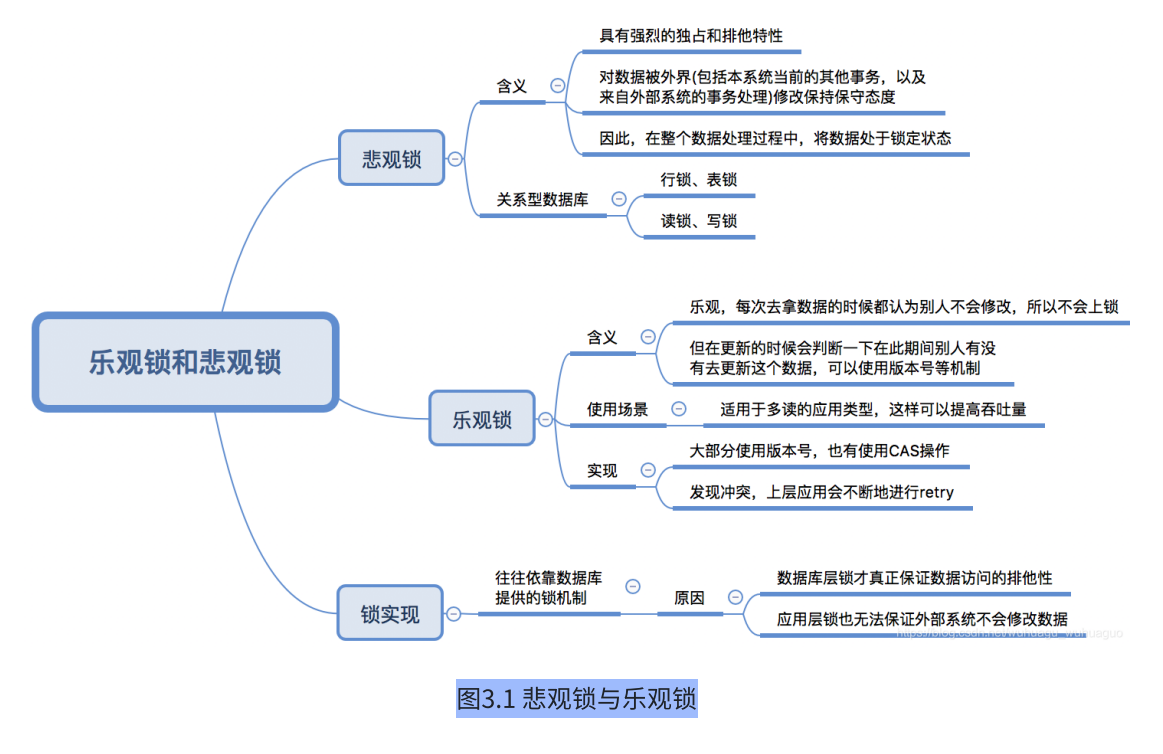 具有强烈的独占和排他特性
含义
对数据被外界(包括本系统当前的其他事务，以及
来自外部系统的事务处理)修改保持保守态度
因此，在整个数据处理过程中，将数据处于锁定状态
悲观锁
行锁、表锁
关系型数据库
读锁、写锁
乐观锁和悲观锁
乐观，每次去拿数据的时候都认为别人不会修改，所以不会上锁
含义
但在更新的时候会判断一下在此期间别人有没
有去更新这个数据，可以使用版本号等机制
乐观锁
使用场景
适用于多读的应用类型，这样可以提高吞吐量
大部分使用版本号，也有使用CAS操作
实现
发现冲突，上层应用会不断地进行retry
锁实现
往往依靠数据库
提供的锁机制
原因
数据库层锁才真正保证数据访问的排他性
应用层锁也无法保证外部系统不会修改数据
图3.1 悲观锁与乐观锁